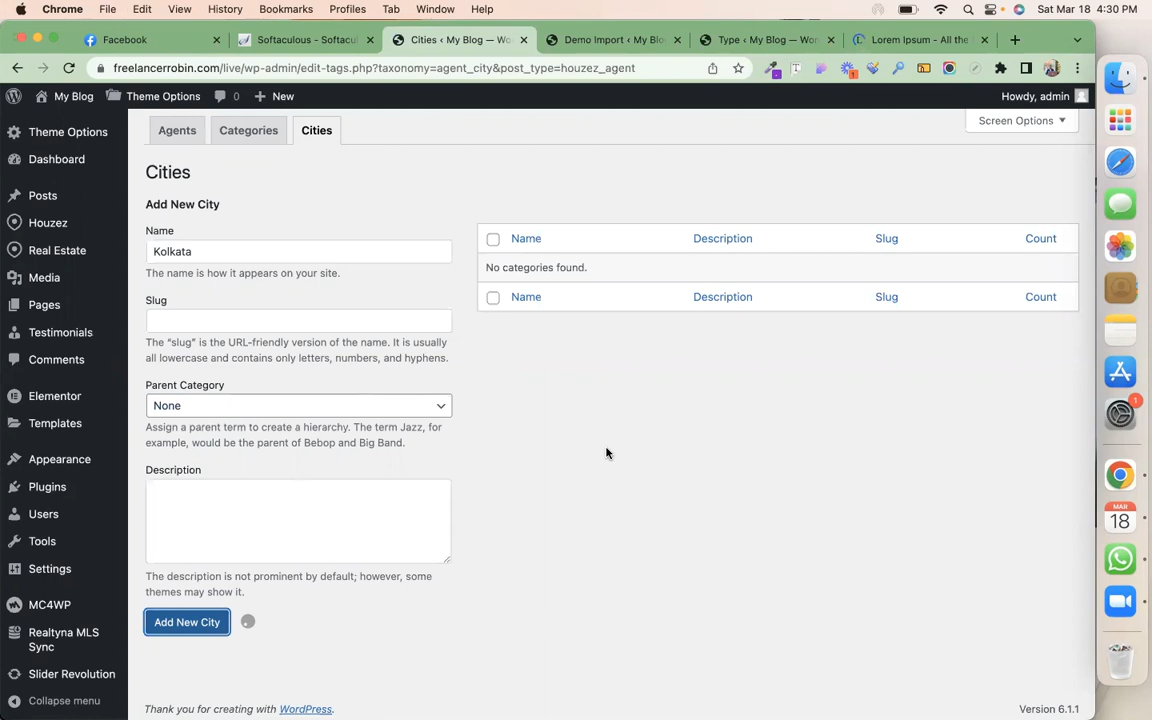 Chrome File Edit View History Bookmarks Profiles Tab Window Help Sat Mar 18 4:30 PM
Facebook
Softaculous - Softacul
Cities ‹ My Blog — Wor
Demo Import ‹ My Blo
Type ‹ My Blog — Wor
Lorem Ipsum - All the f
freelancerrobin.com/live/wp-admin/edit-tags.php?taxonomy=agent_city&post_type=houzez_agent
My Blog Theme Options 0 New Howdy, admin
Theme Options
Dashboard
Posts
Houzez
Real Estate
Media
Pages
Testimonials
Comments
Elementor
Templates
Appearance
Plugins
Users
Tools
Settings
MC4WP
Realtyna MLS
Sync
Slider Revolution
Collapse menu
Agents Categories Cities
Screen Options
Cities
Add New City
Name
Kolkata
The name is how it appears on your site.
Slug
The “slug” is the URL-friendly version of the name. It is usually
all lowercase and contains only letters, numbers, and hyphens.
Parent Category
None
Assign a parent term to create a hierarchy. The term Jazz, for
example, would be the parent of Bebop and Big Band.
Description
The description is not prominent by default; however, some
themes may show it.
Add New City
Name Description Slug Count
No categories found.
Name Description Slug Count
Thank you for creating with WordPress.
Version 6.1.1
1
MAR
18